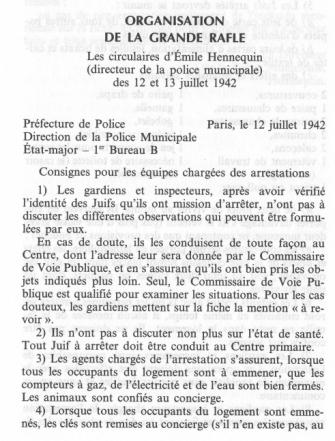 ORGANISATION
DE LA GRANDE RAFLE
Les circulaires d'Émile Hennequin
(directeur de la police municipale)
des 12 et 13 juillet 1942
Préfecture de Police Paris, le 12 juillet 1942
Direction de la Police Municipale
État-major – 1er Bureau B
Consignes pour les équipes chargées des arrestations
1) Les gardiens et inspecteurs, après avoir vérifié
l'identité des Juifs qu'ils ont mission d'arrêter, n'ont pas à
discuter les différentes observations qui peuvent être formu-
lées par eux.
En cas de doute, ils les conduisent de toute façon au
Centre, dont l'adresse leur sera donnée par le Commissaire
de Voie Publique, et en s'assurant qu'ils ont bien pris les ob-
jets indiqués plus loin. Seul, le Commissaire de Voie Pu-
blique est qualifié pour examiner les situations. Pour les cas
douteux, les gardiens mettront sur la fiche la mention « à re-
voir ».
2) Ils n'ont pas à discuter non plus sur l'état de santé.
Tout Juif à arrêter doit être conduit au Centre primaire.
3) Les agents chargés de l'arrestation s'assurent, lorsque
tous les occupants du logement sont à emmener, que les
compteurs à gaz, de l'électricité et de l'eau sont bien fermés.
Les animaux sont confiés au concierge.
4) Lorsque tous les occupants du logement sont emme-
nés, les clés sont remises au concierge (s'il n'en existe pas, au